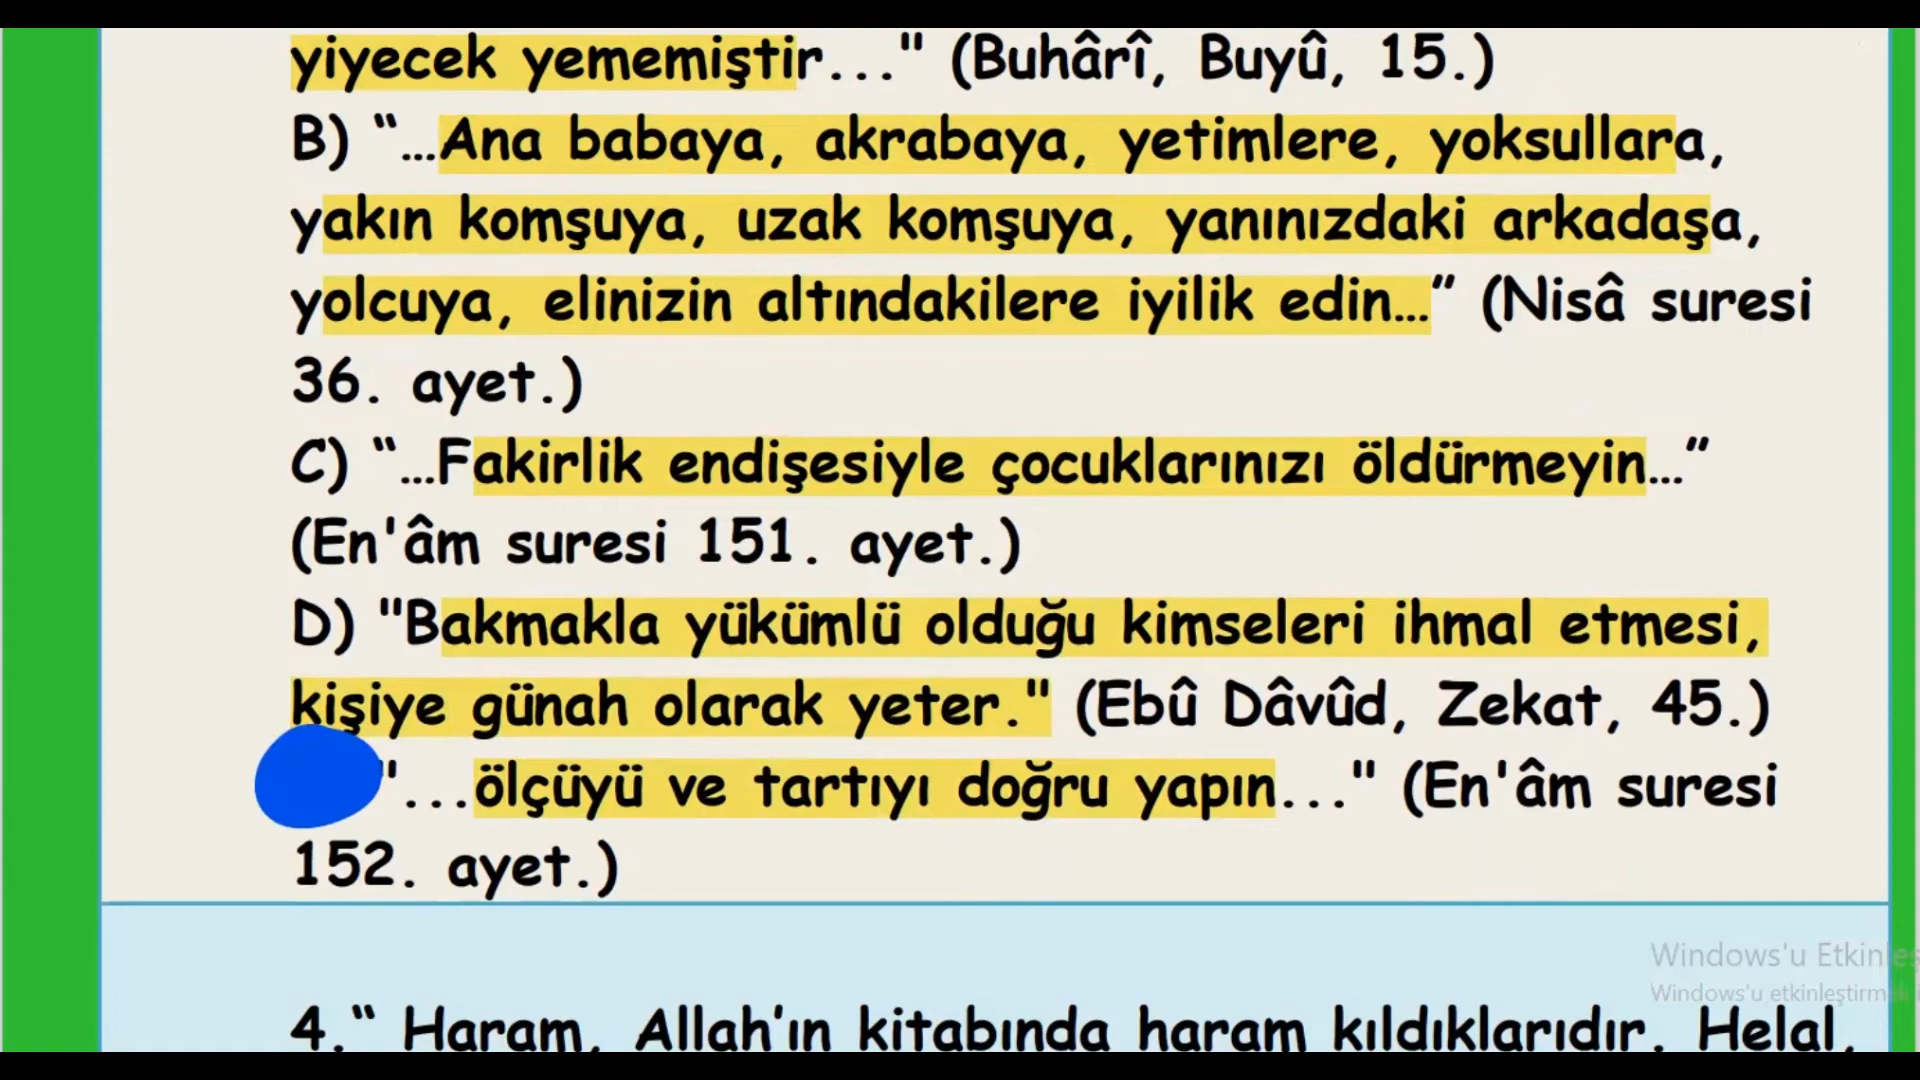 yiyecek yememiştir..." (Buhârî, Buyû, 15.)
B) “...Ana babaya, akrabaya, yetimlere, yoksullara,
yakın komşuya, uzak komşuya, yanınızdaki arkadaşa,
yolcuya, elinizin altındakilere iyilik edin...” (Nisâ suresi
36. ayet.)
C) “...Fakirlik endişesiyle çocuklarınızı öldürmeyin...”
(En'âm suresi 151. ayet.)
D) "Bakmakla yükümlü olduğu kimseleri ihmal etmesi,
kişiye günah olarak yeter." (Ebû Dâvûd, Zekat, 45.)
"...ölçüyü ve tartıyı doğru yapın..." (En'âm suresi
152. ayet.)
4.“ Haram, Allah’ın kitabında haram kıldıklarıdır. Helal,
Windows'u